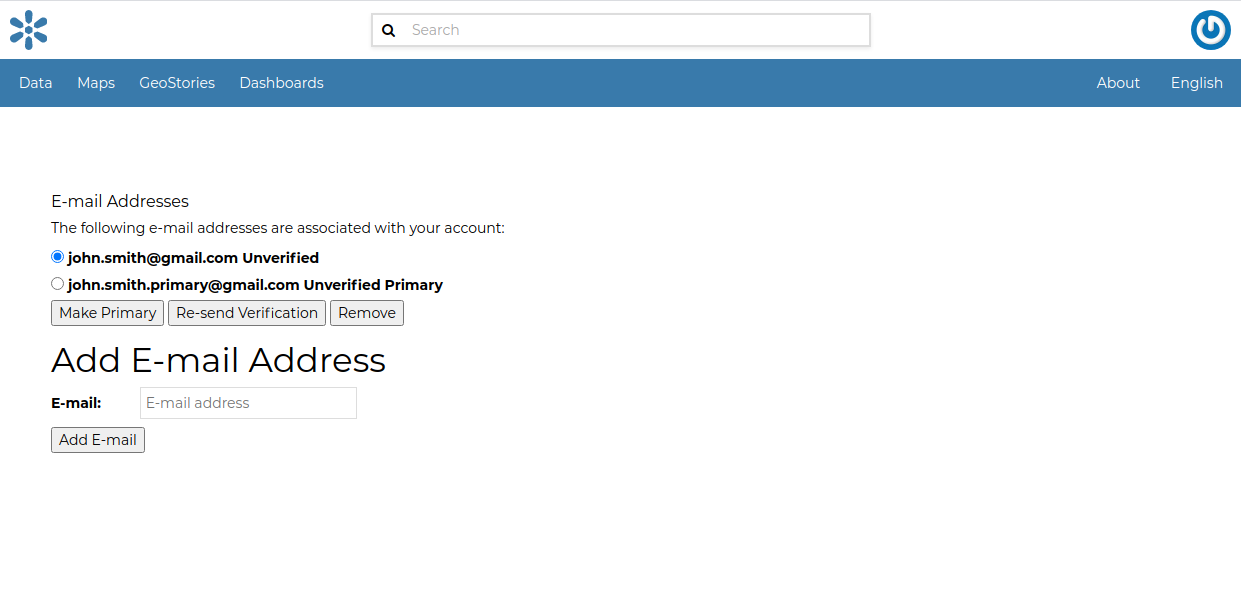 Search
Data Maps GeoStories Dashboards About English
E-mail Addresses
The following e-mail addresses are associated with your account:
john.smith@gmail.com Unverified
john.smith.primary@gmail.com Unverified Primary
Make Primary Re-send Verification Remove
Add E-mail Address
E-mail: E-mail address
Add E-mail